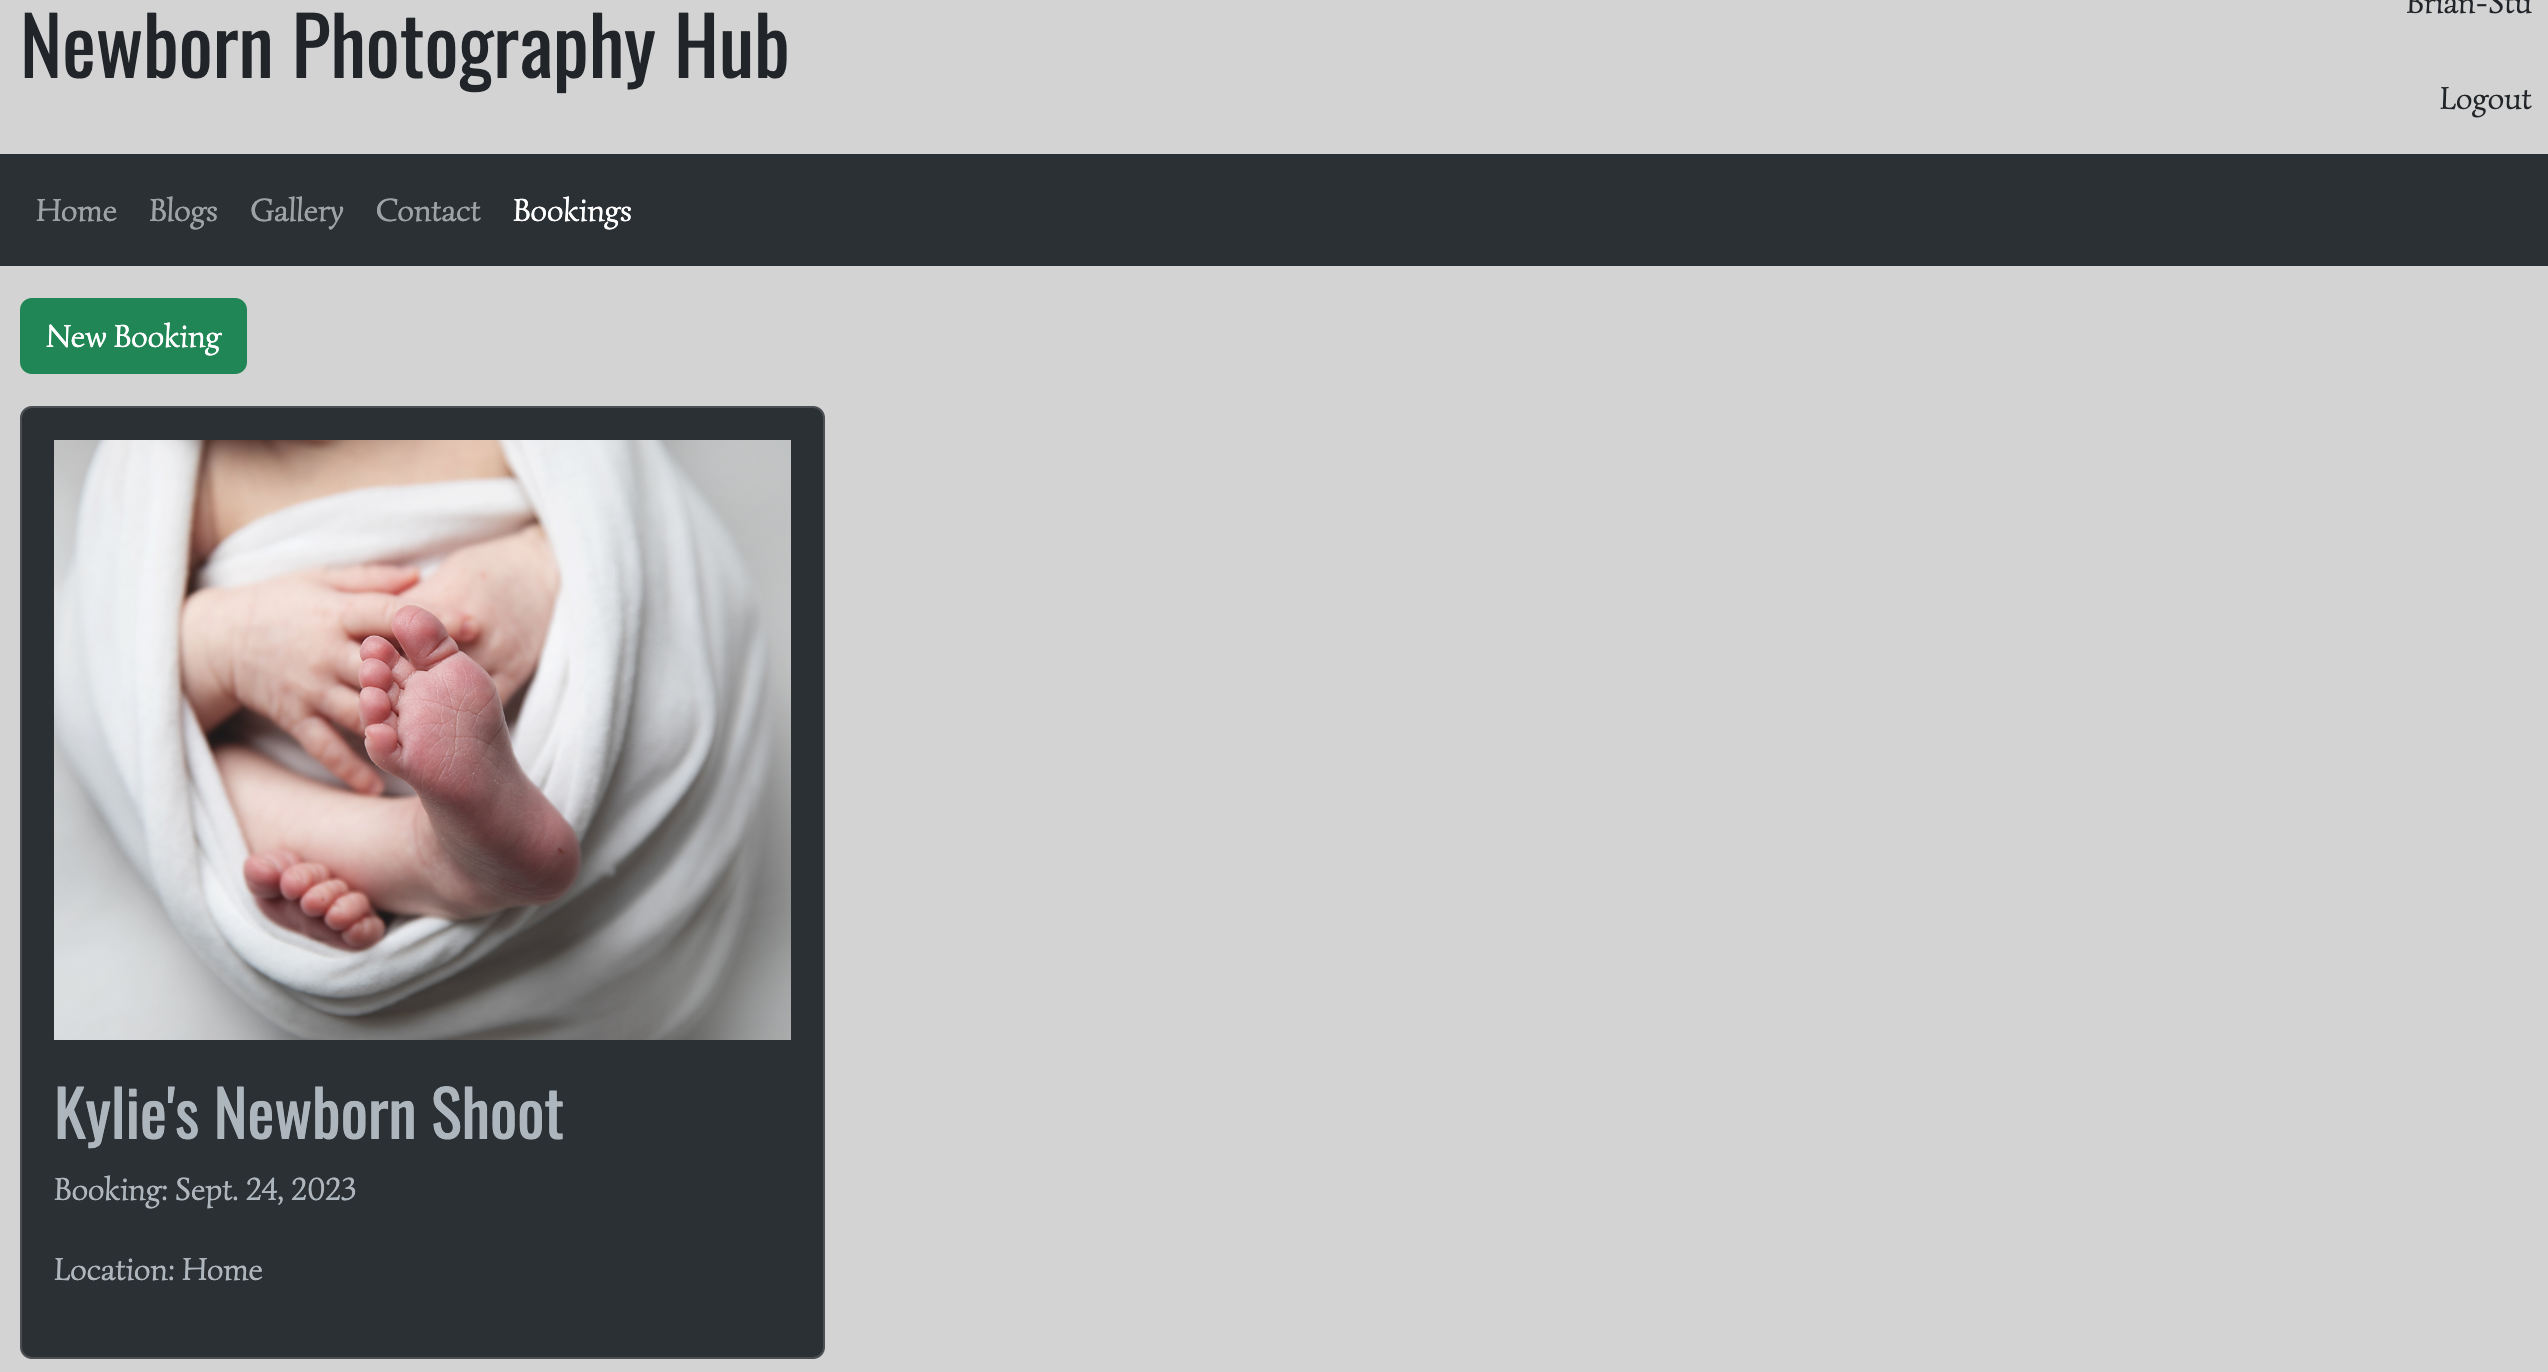 Brian-Stu
Newborn Photography Hub
Logout
Home Blogs Gallery Contact Bookings
New Booking
Kylie's Newborn Shoot
Booking: Sept. 24, 2023
Location: Home